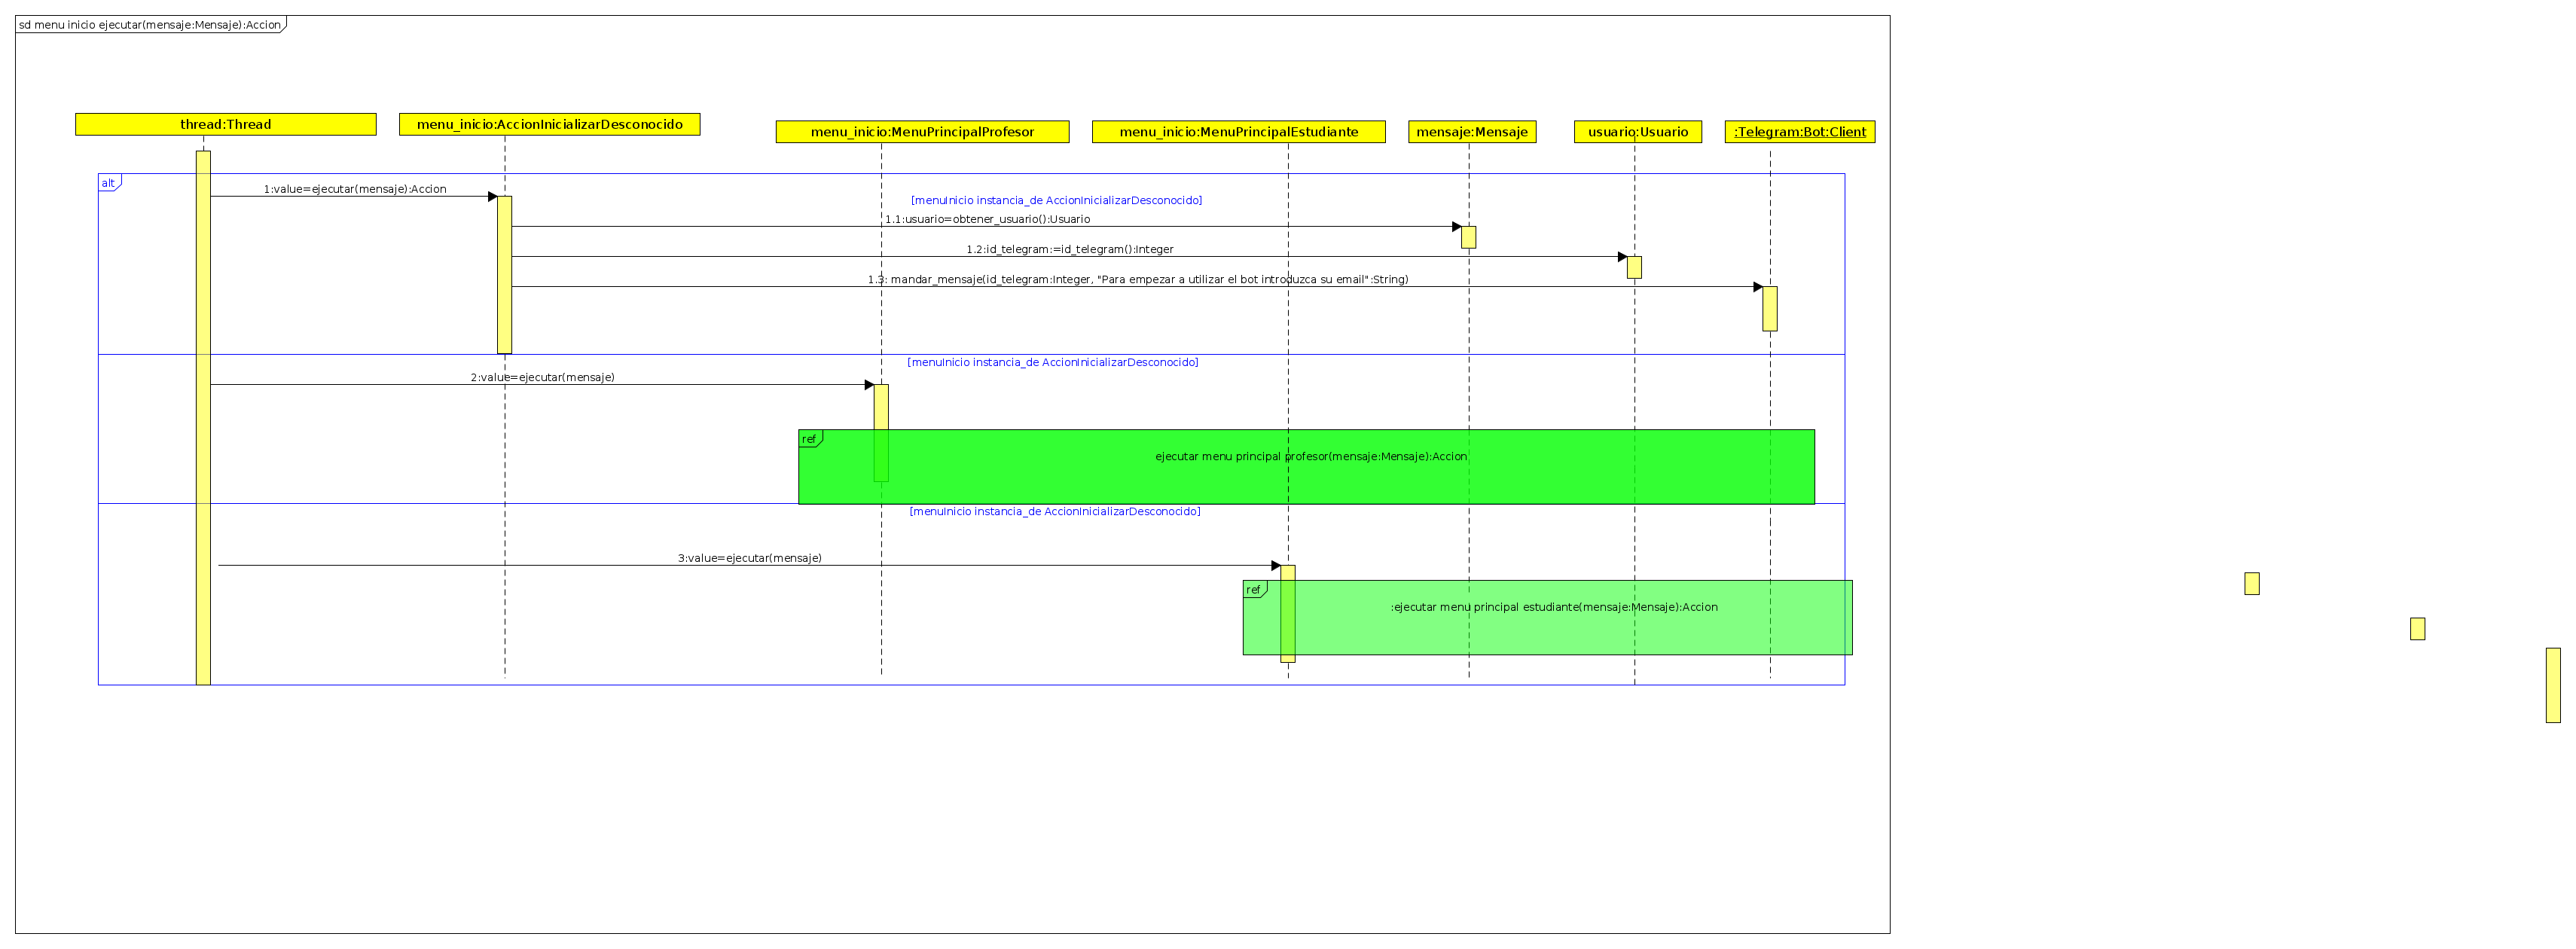 sd menu inicio ejecutar(mensaje:Mensaje):Accion
thread:Thread
menu_inicio:AccionInicializarDesconocido
menu_inicio:MenuPrincipalProfesor
menu_inicio:MenuPrincipalEstudiante
mensaje:Mensaje
usuario:Usuario
:Telegram:Bot:Client
alt
1:value=ejecutar(mensaje):Accion
[menuInicio instancia_de AccionInicializarDesconocido]
1.1:usuario=obtener_usuario():Usuario
1.2:id_telegram:=id_telegram():Integer
1.3: mandar_mensaje(id_telegram:Integer, "Para empezar a utilizar el bot introduzca su email":String)
[menuInicio instancia_de AccionInicializarDesconocido]
2:value=ejecutar(mensaje)
ref
ejecutar menu principal profesor(mensaje:Mensaje):Accion
[menuInicio instancia_de AccionInicializarDesconocido]
3:value=ejecutar(mensaje)
ref
:ejecutar menu principal estudiante(mensaje:Mensaje):Accion